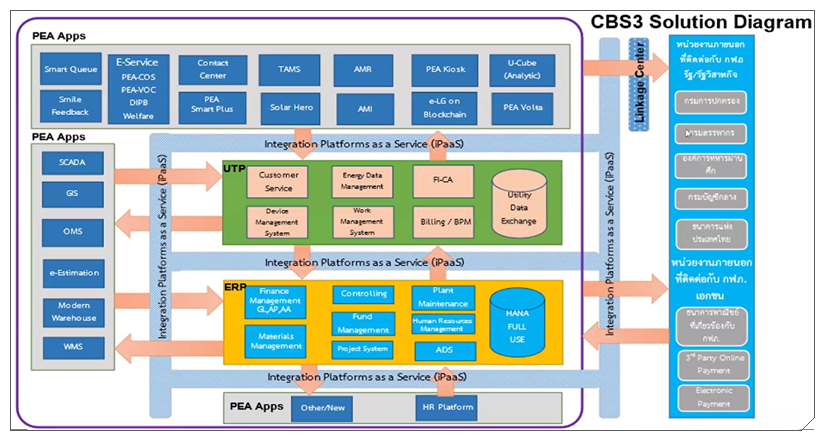 CBS3 Solution Diagram
PEA Apps
Smart Queue
Smile
Feedback
E-Service
PEA-COS
PEA-VOC
DIPB
Welfare
Contact
Center
PEA
Smart Plus
TAMS
Solar Hero
AMR
AMI
PEA Kiosk
e-LG on
Blockchain
U-Cube
(Analytic)
PEA Volta
Linkage Center
หน่วยงานภายนอก
ที่ติดต่อกับ กฟภ
รัฐ/รัฐวิสาหกิจ
กรมการปกครอง
กรมสรรพากร
องค์การทหารผ่าน
ศึก
กรมบัญชีกลาง
ธนาคารแห่ง
ประเทศไทย
หน่วยงานภายนอก
ที่ติดต่อกับ กฟภ.
เอกชน
ธนาคารพาณิชย์
ที่เกี่ยวข้องกับ
กฟภ.
3rd Party Online
Payment
Electronic
Payment
PEA Apps
SCADA
GIS
OMS
e-Estimation
Modern
Warehouse
WMS
Integration Platforms as a Service (iPaaS)
Integration Platforms as a Service (iPaaS)
Integration Platforms as a Service (iPaaS)
UTP
Customer
Service
Energy Data
Management
FI-CA
Device
Management
System
Work
Management
System
Billing / BPM
Utility
Data
Exchange
Integration Platforms as a Service (iPaaS)
ERP
Finance
Management
GL,AP,AA
Materials
Management
Controlling
Fund
Management
Project System
Plant
Maintenance
Human Resources
Management
ADS
HANA
FULL
USE
Integration Platforms as a Service (iPaaS)
PEA Apps
Other/New
HR Platform